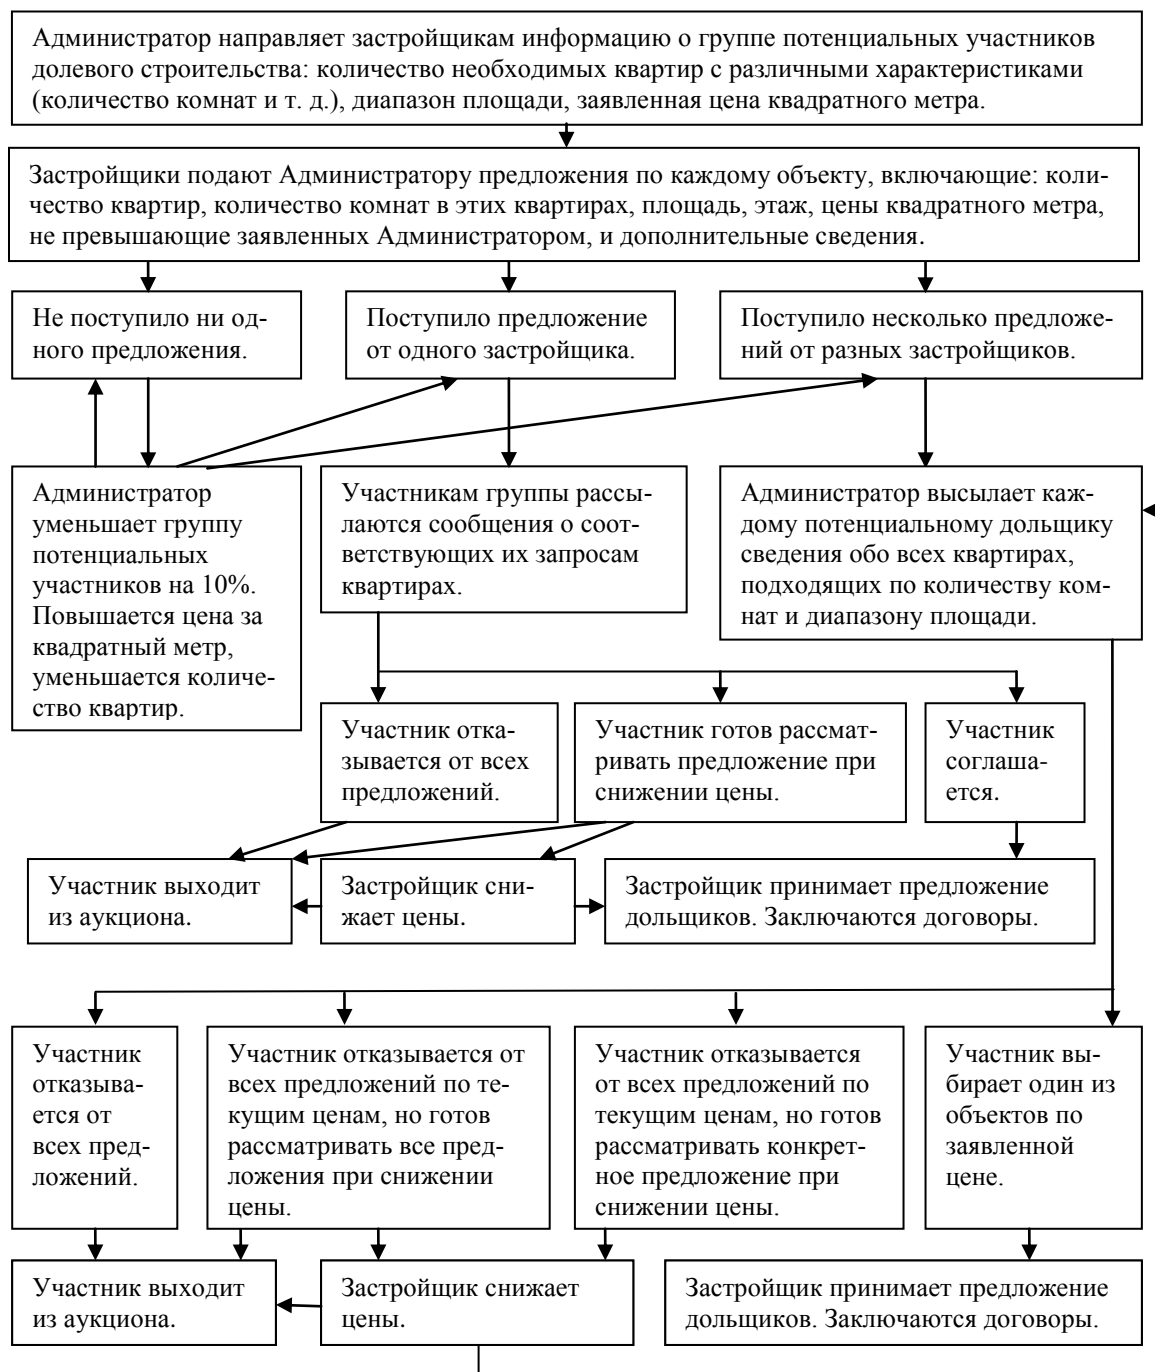 Администратор направляет застройщикам информацию о группе потенциальных участников
долевого строительства: количество необходимых квартир с различными характеристиками
(количество комнат и т. д.), диапазон площади, заявленная цена квадратного метра.
Застройщики подают Администратору предложения по каждому объекту, включающие: коли-
чество квартир, количество комнат в этих квартирах, площадь, этаж, цены квадратного метра,
не превышающие заявленных Администратором, и дополнительные сведения.
Не поступило ни од-
ного предложения.
Поступило предложение
от одного застройщика.
Поступило несколько предложе-
ний от разных застройщиков.
Администратор
уменьшает группу
потенциальных
участников на 10%.
Повышается цена за
квадратный метр,
уменьшается количе-
ство квартир.
Участникам группы рассы-
лаются сообщения о соот-
ветствующих их запросам
квартирах.
Администратор высылает каж-
дому потенциальному дольщику
сведения обо всех квартирах,
подходящих по количеству ком-
нат и диапазону площади.
Участник отка-
зывается от всех
предложений.
Участник готов рассмат-
ривать предложение при
снижении цены.
Участник
соглаша-
ется.
Участник выходит
из аукциона.
Застройщик сни-
жает цены.
Застройщик принимает предложение
дольщиков. Заключаются договоры.
Участник
отказыва-
ется от
всех пред-
ложений.
Участник отказывается от
всех предложений по те-
кущим ценам, но готов
рассматривать все пред-
ложения при снижении
цены.
Участник отказывается
от всех предложений по
текущим ценам, но готов
рассматривать конкрет-
ное предложение при
снижении цены.
Участник вы-
бирает один из
объектов по
заявленной
цене.
Участник выходит
из аукциона.
Застройщик снижает
цены.
Застройщик принимает предложение
дольщиков. Заключаются договоры.